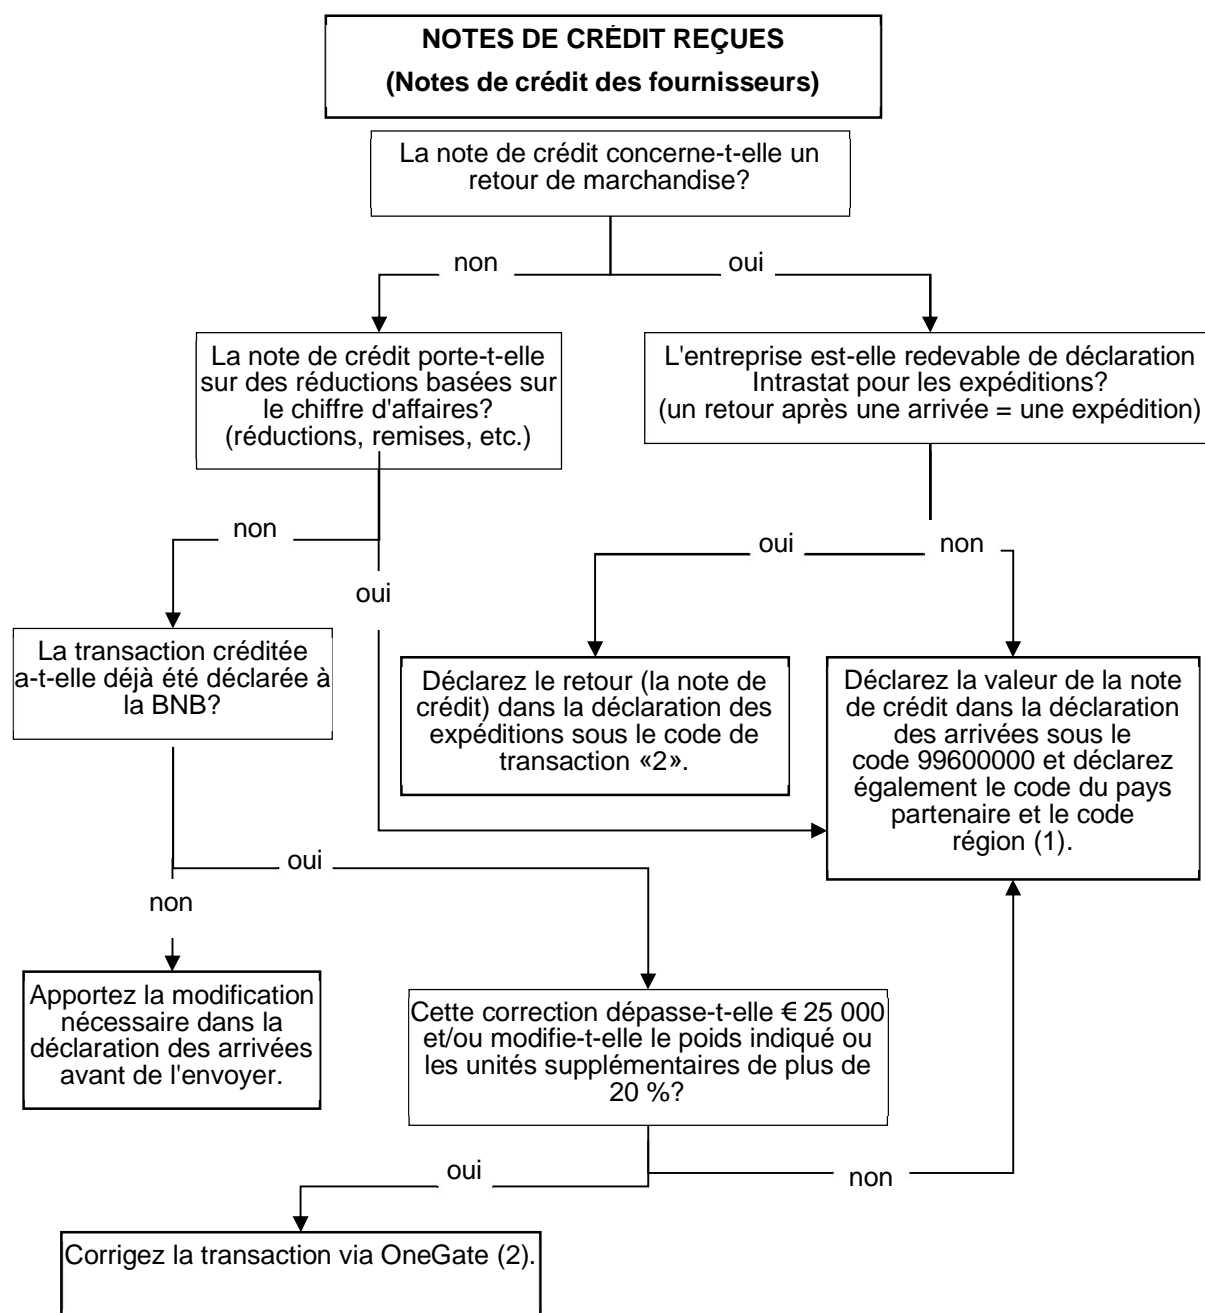 NOTES DE CRÉDIT REÇUES
(Notes de crédit des fournisseurs)
La note de crédit concerne-t-elle un
retour de marchandise?
non
oui
La note de crédit porte-t-elle
sur des réductions basées sur
le chiffre d'affaires?
(réductions, remises, etc.)
L'entreprise est-elle redevable de déclaration
Intrastat pour les expéditions?
(un retour après une arrivée = une expédition)
non
oui
oui
non
La transaction créditée
a-t-elle déjà été déclarée à
la BNB?
Déclarez le retour (la note de
crédit) dans la déclaration des
expéditions sous le code de
transaction «2».
Déclarez la valeur de la note
de crédit dans la déclaration
des arrivées sous le
code 99600000 et déclarez
également le code du pays
partenaire et le code
région (1).
oui
non
Apportez la modification
nécessaire dans la
déclaration des arrivées
avant de l'envoyer.
Cette correction dépasse-t-elle € 25 000
et/ou modifie-t-elle le poids indiqué ou
les unités supplémentaires de plus de
20 %?
oui
non
Corrigez la transaction via OneGate (2).